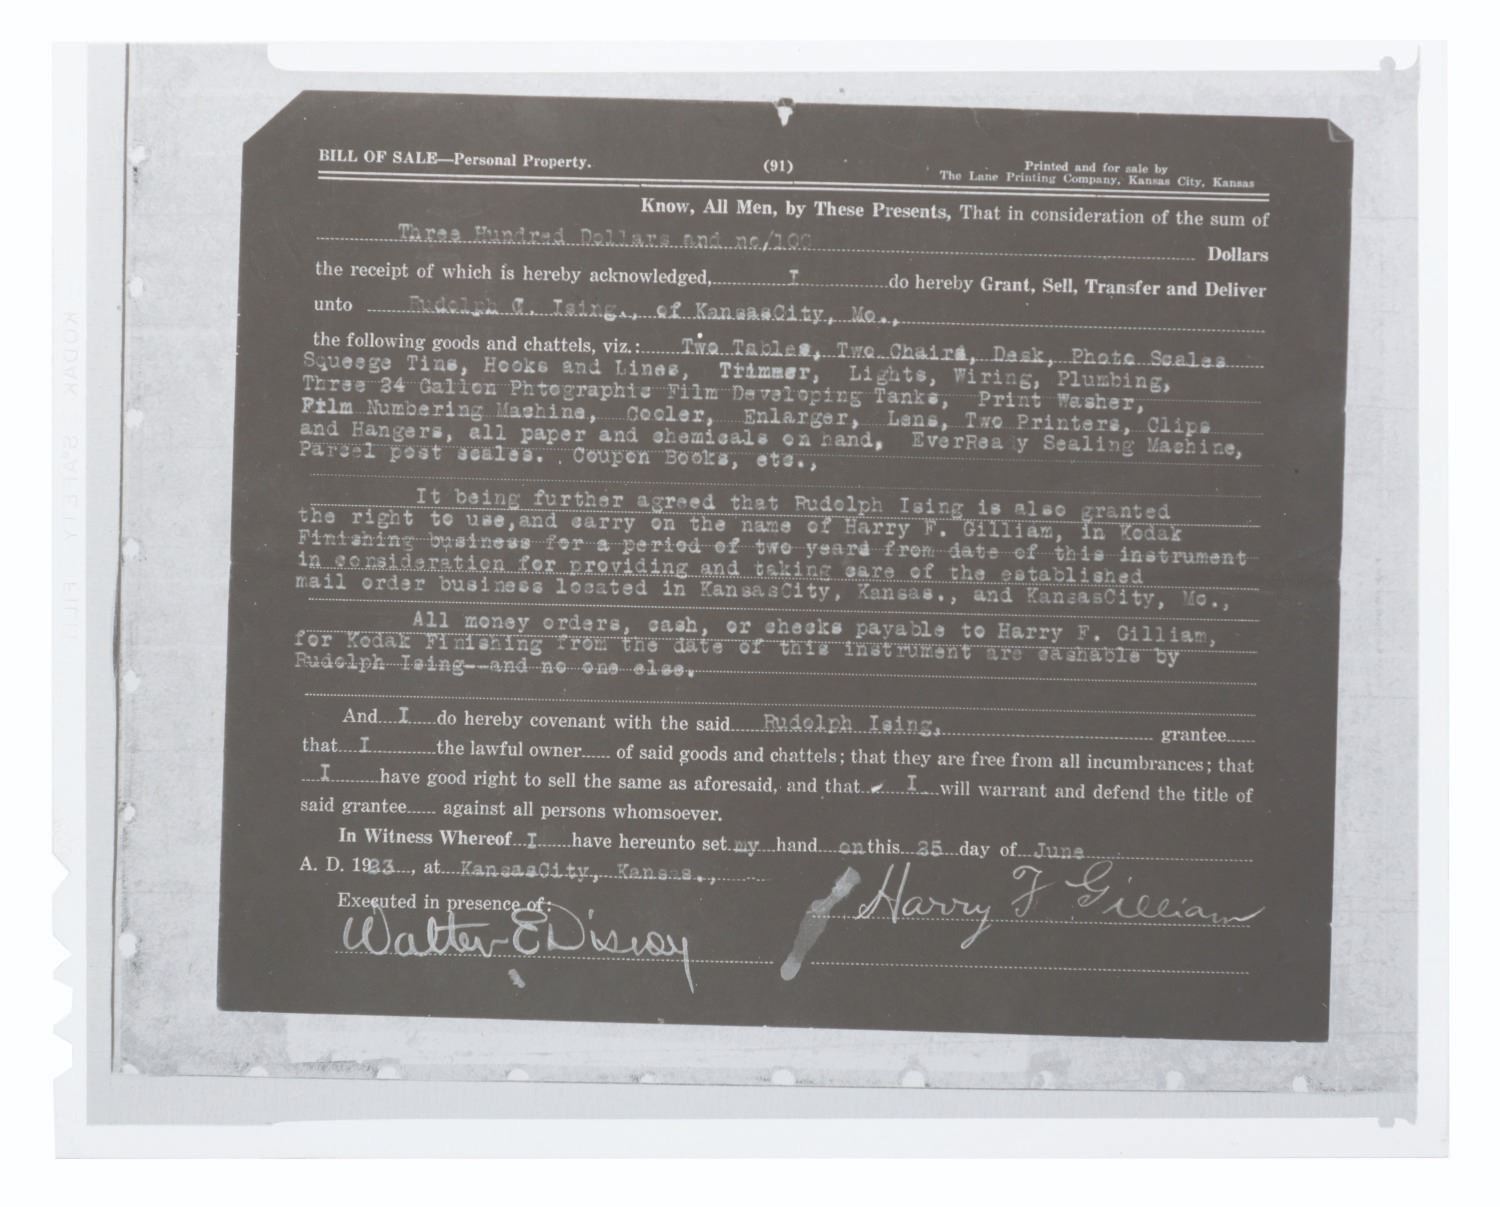 BILL OF SALE—Personal Property. (91) Printed and for sale by
The Lane Printing Company, Kansas City, Kansas
Know, All Men, by These Presents, That in consideration of the sum of
Three Hundred Dollars and no/100 Dollars
the receipt of which is hereby acknowledged, I do hereby Grant, Sell, Transfer and Deliver
unto Rudolph C. Ising., of KansasCity, Mo.,
the following goods and chattels, viz.: Two Tables, Two Chairs, Desk, Photo Scales
Squeege Tins, Hooks and Lines, Trimmer, Lights, Wiring, Plumbing,
Three 34 Gallon Phtographic Film Developing Tanks, Print Washer,
Film Numbering Machine, Cooler, Enlarger, Lens, Two Printers, Clips
and Hangers, all paper and chemicals on hand, EverReady Sealing Machine,
Parcel post scales. Coupon Books, etc.,
It being further agreed that Rudolph Ising is also granted
the right to use,and carry on the name of Harry F. Gilliam, in Kodak
Finishing business for a period of two years from date of this instrument
in consideration for providing and taking care of the established
mail order business located in KansasCity, Kansas., and KansasCity, Mo.,
All money orders, cash, or checks payable to Harry F. Gilliam,
for Kodak Finishing from the date of this instrument are cashable by
Rudolph Ising--and no one else.
And I do hereby covenant with the said Rudolph Ising, grantee
that I the lawful owner of said goods and chattels; that they are free from all incumbrances; that
I have good right to sell the same as aforesaid, and that I will warrant and defend the title of
said grantee against all persons whomsoever.
In Witness Whereof I have hereunto set my hand on this 25 day of June
A. D. 1923, at KansasCity, Kansas.,
Executed in presence of: Harry F Gilliam
Walter E Disney
KODAK SAFETY FILM